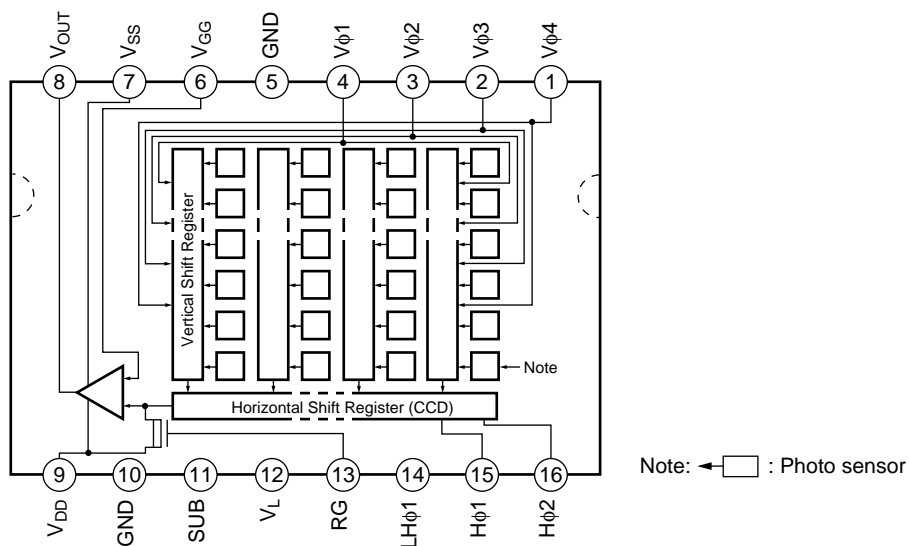 VOUT
VSS
VGG
GND
Vϕ1
Vϕ2
Vϕ3
Vϕ4
8
7
6
5
4
3
2
1
Vertical Shift Register
Note
Horizontal Shift Register (CCD)
9
10
11
12
13
14
15
16
VDD
GND
SUB
VL
RG
LHϕ1
Hϕ1
Hϕ2
Note: : Photo sensor